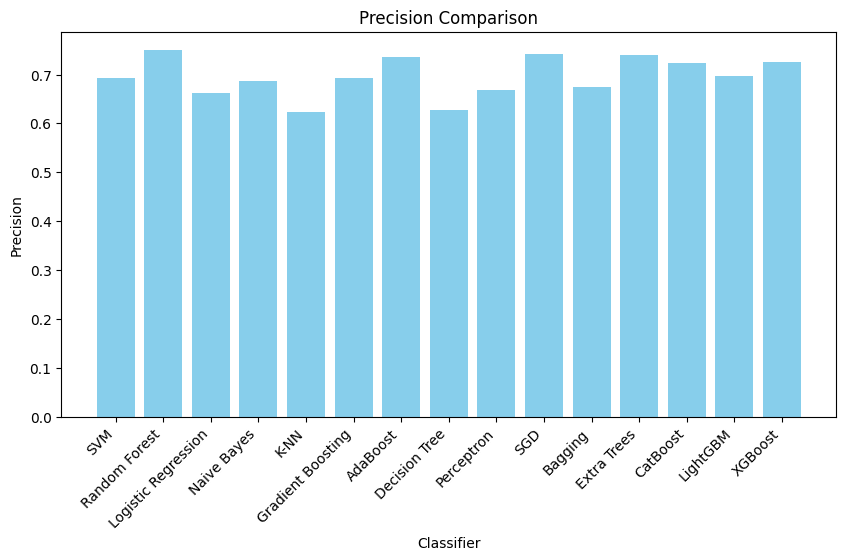 Precision Comparison
Precision
0.7
0.6
0.5
0.4
0.3
0.2
0.1
0.0
SVM
Random Forest
Logistic Regression
Naive Bayes
K-NN
Gradient Boosting
AdaBoost
Decision Tree
Perceptron
SGD
Bagging
Extra Trees
CatBoost
LightGBM
XGBoost
Classifier